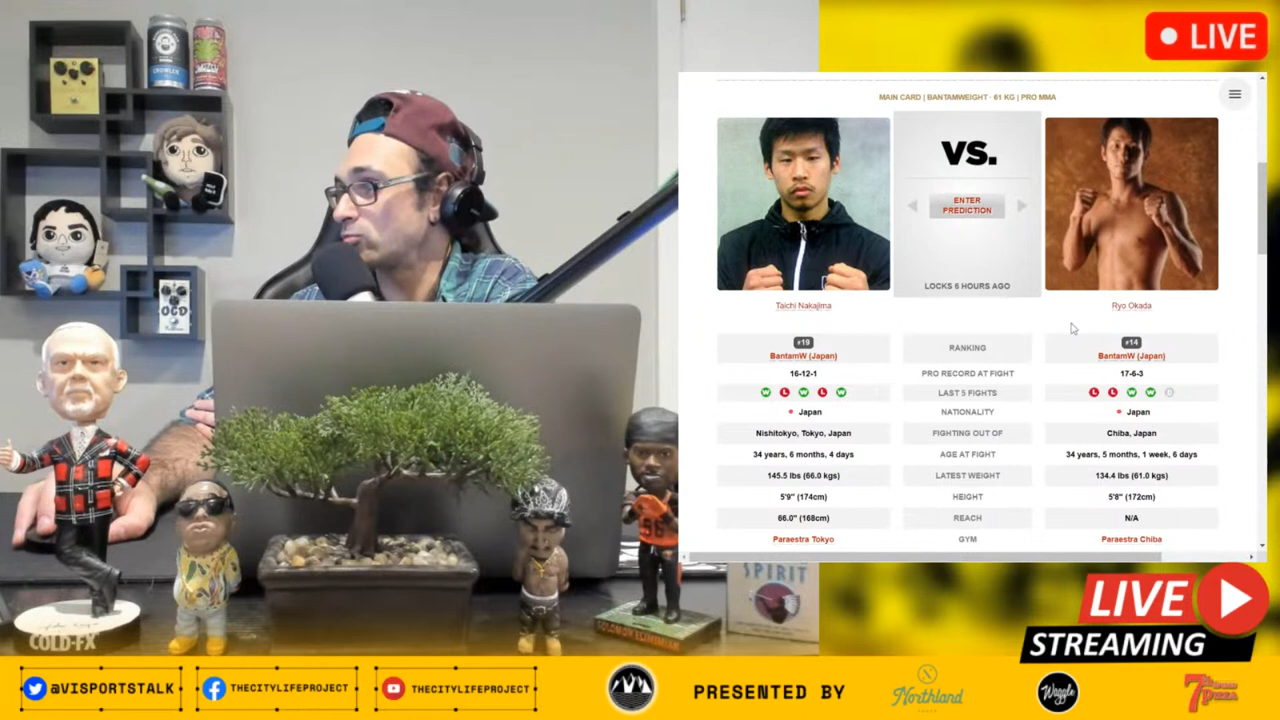 LIVE
MAIN CARD | BANTAMWEIGHT · 61 KG | PRO MMA
VS.
ENTER
PREDICTION
LOCKS 6 HOURS AGO
Taichi Nakajima
Ryo Okada
#19
BantamW (Japan)
RANKING
#14
BantamW (Japan)
16-12-1
PRO RECORD AT FIGHT
17-6-3
W L W L W
LAST 5 FIGHTS
L L W W
Japan
NATIONALITY
Japan
Nishitokyo, Tokyo, Japan
FIGHTING OUT OF
Chiba, Japan
34 years, 6 months, 4 days
AGE AT FIGHT
34 years, 5 months, 1 week, 6 days
145.5 lbs (66.0 kgs)
LATEST WEIGHT
134.4 lbs (61.0 kgs)
5'9" (174cm)
HEIGHT
5'8" (172cm)
66.0" (168cm)
REACH
N/A
Paraestra Tokyo
GYM
Paraestra Chiba
CROWLER
OCD
COLD-FX
SOLOMON ELIMIMIAN
SPIRIT
LIVE
STREAMING
@VISPORTSTALK
THECITYLIFEPROJECT
THECITYLIFEPROJECT
PRESENTED BY
Northland
Waggle